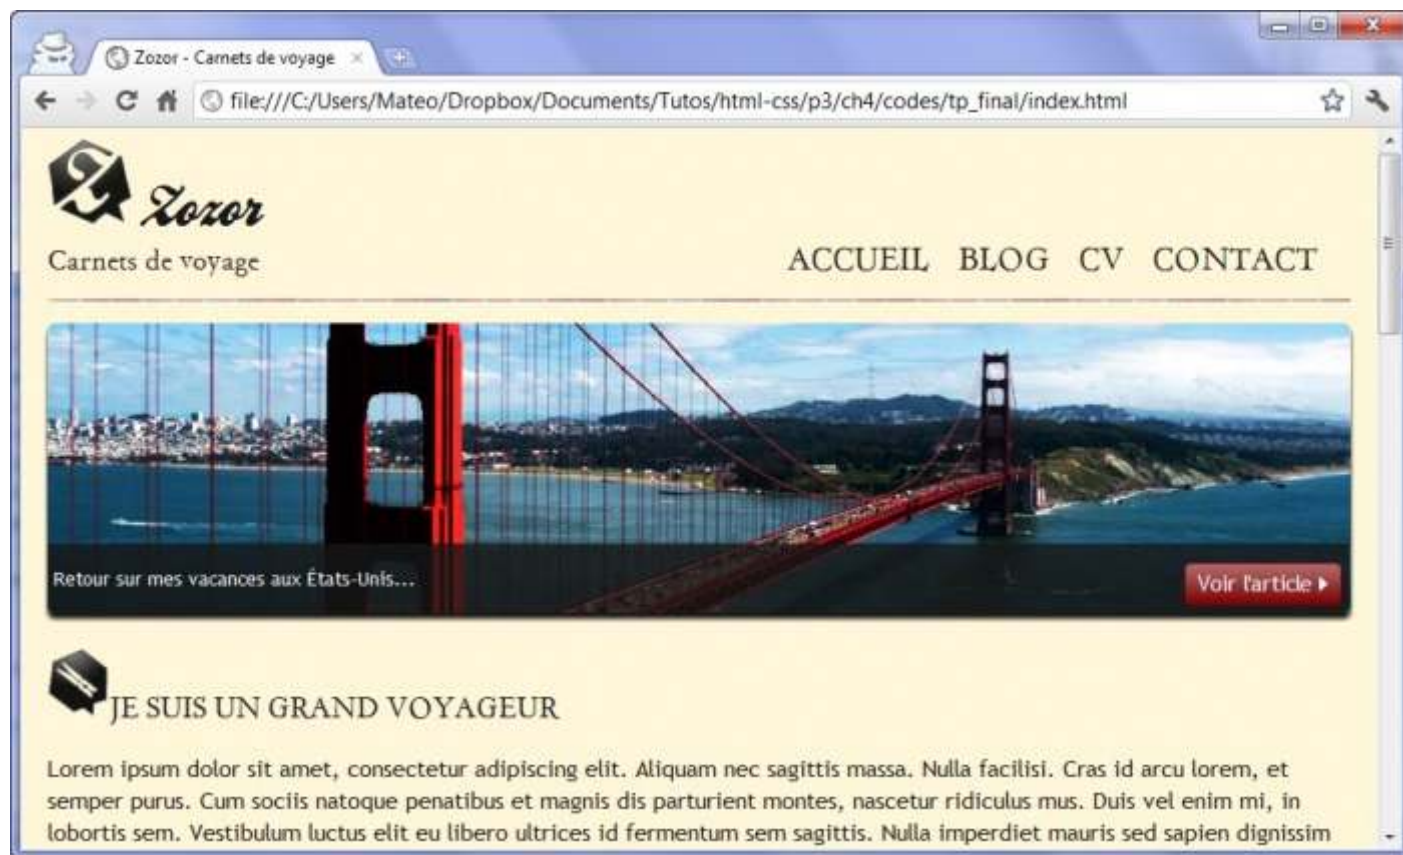 Zozor - Carnets de voyage
file:///C:/Users/Mateo/Dropbox/Documents/Tutos/html-css/p3/ch4/codes/tp_final/index.html
Zozor
Carnets de voyage
ACCUEIL BLOG CV CONTACT
Retour sur mes vacances aux États-Unis...
Voir l'article
JE SUIS UN GRAND VOYAGEUR
Lorem ipsum dolor sit amet, consectetur adipiscing elit. Aliquam nec sagittis massa. Nulla facilisi. Cras id arcu lorem, et
semper purus. Cum sociis natoque penatibus et magnis dis parturient montes, nascetur ridiculus mus. Duis vel enim mi, in
lobortis sem. Vestibulum luctus elit eu libero ultrices id fermentum sem sagittis. Nulla imperdiet mauris sed sapien dignissim